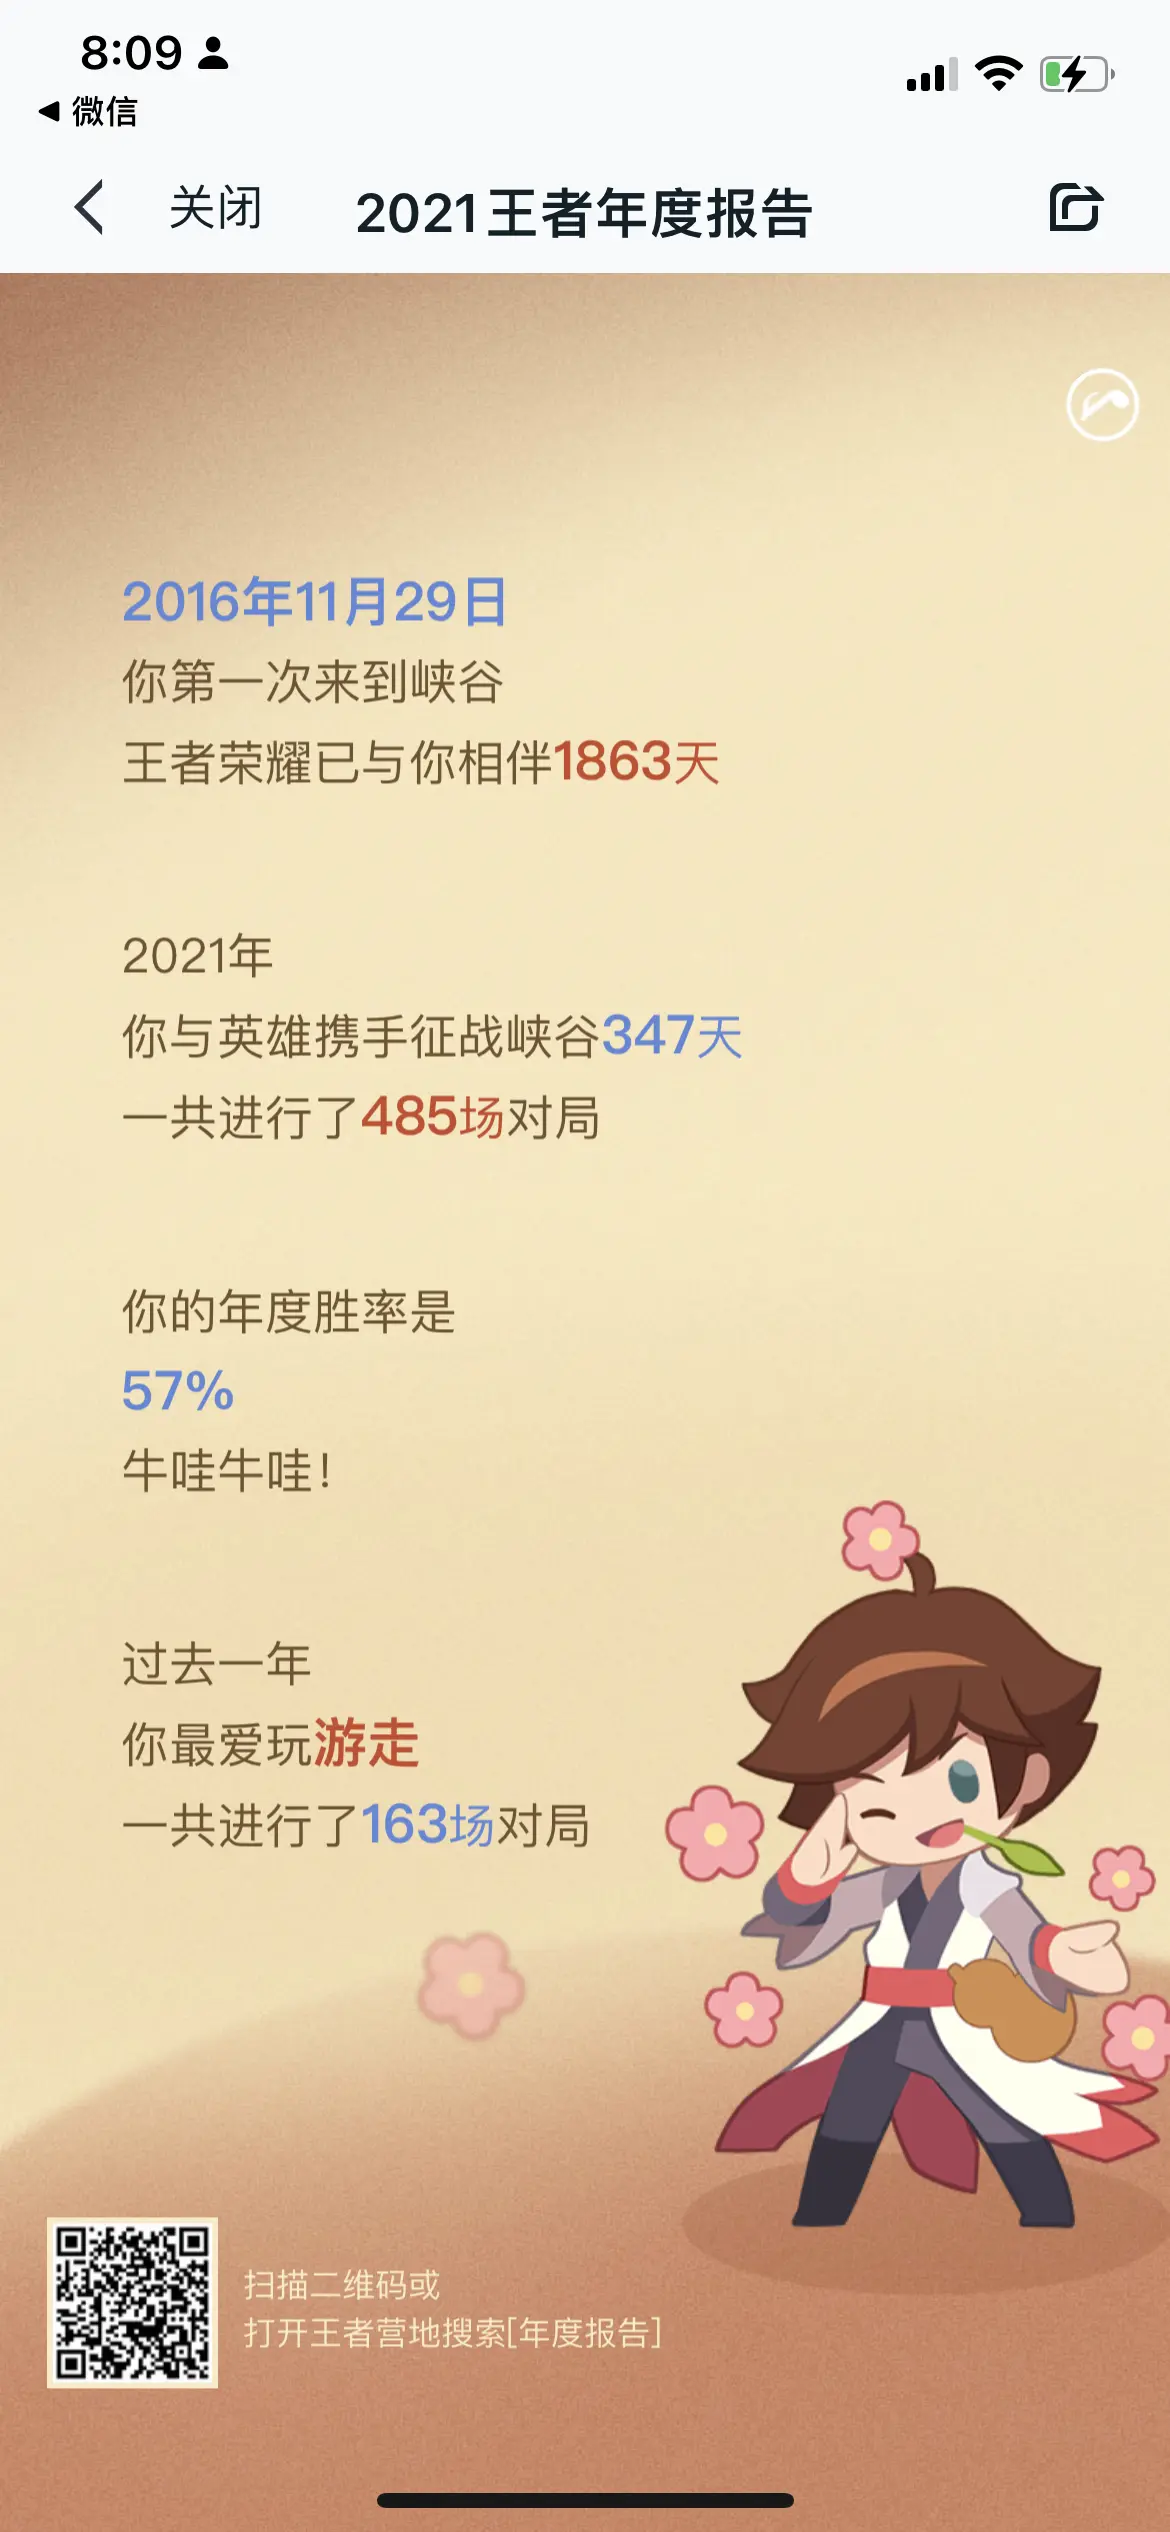 8:09
微信
关闭
2021王者年度报告
2016年11月29日
你第一次来到峡谷
王者荣耀已与你相伴1863天
2021年
你与英雄携手征战峡谷347天
一共进行了485场对局
你的年度胜率是
57%
牛哇牛哇！
过去一年
你最爱玩游走
一共进行了163场对局
扫描二维码或
打开王者营地搜索[年度报告]